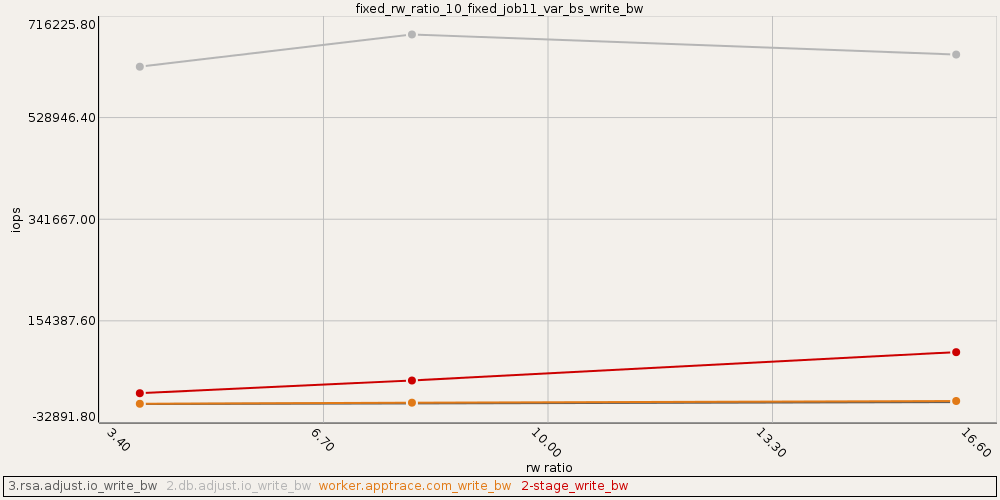 fixed_rw_ratio_10_fixed_job11_var_bs_write_bw
716225.80
528946.40
341667.00
154387.60
-32891.80
iops
3.40
6.70
10.00
13.30
16.60
rw ratio
3.rsa.adjust.io_write_bw 2.db.adjust.io_write_bw worker.apptrace.com_write_bw 2-stage_write_bw